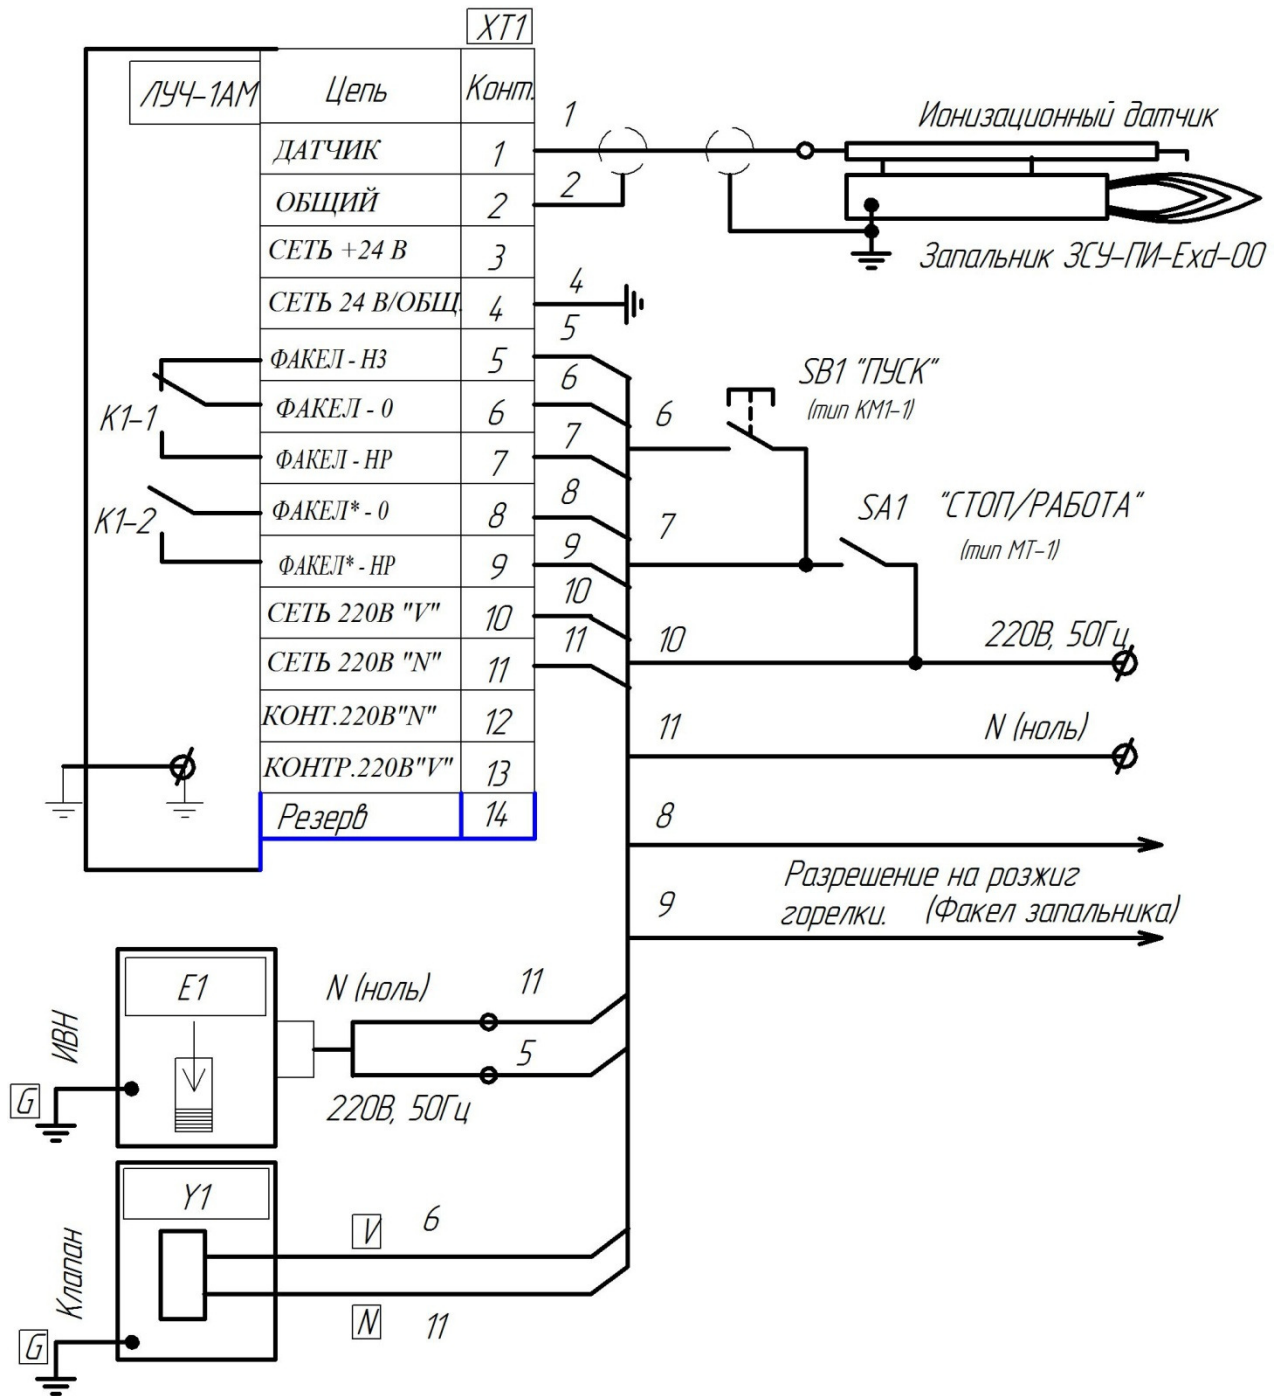 XT1
ЛУЧ-1АМ
Цепь
Конт.
ДАТЧИК
1
ОБЩИЙ
2
СЕТЬ +24 В
3
СЕТЬ 24 В/ОБЩ.
4
ФАКЕЛ - НЗ
5
ФАКЕЛ - 0
6
ФАКЕЛ - НР
7
ФАКЕЛ* - 0
8
ФАКЕЛ* - НР
9
СЕТЬ 220В "V"
10
СЕТЬ 220В "N"
11
КОНТ.220В"N"
12
КОНТР.220В"V"
13
Резерв
14
K1-1
K1-2
1
2
4
5
6
7
8
9
10
11
Ионизационный датчик
Запальник ЗСУ-ПИ-Exd-00
SB1 "ПУСК"
(тип КМ1-1)
6
SA1 "СТОП/РАБОТА"
(тип МТ-1)
7
10
220В, 50Гц
11
N (ноль)
8
Разрешение на розжиг
горелки. (Факел запальника)
9
E1
ИВН
G
N (ноль)
11
5
220В, 50Гц
Y1
Клапан
G
V
6
N
11